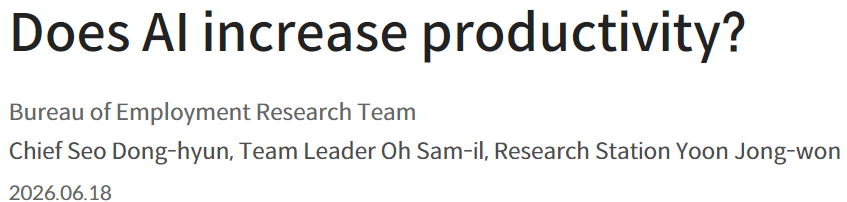 Does AI increase productivity?
Bureau of Employment Research Team
Chief Seo Dong-hyun, Team Leader Oh Sam-il, Research Station Yoon Jong-won
2026.06.18